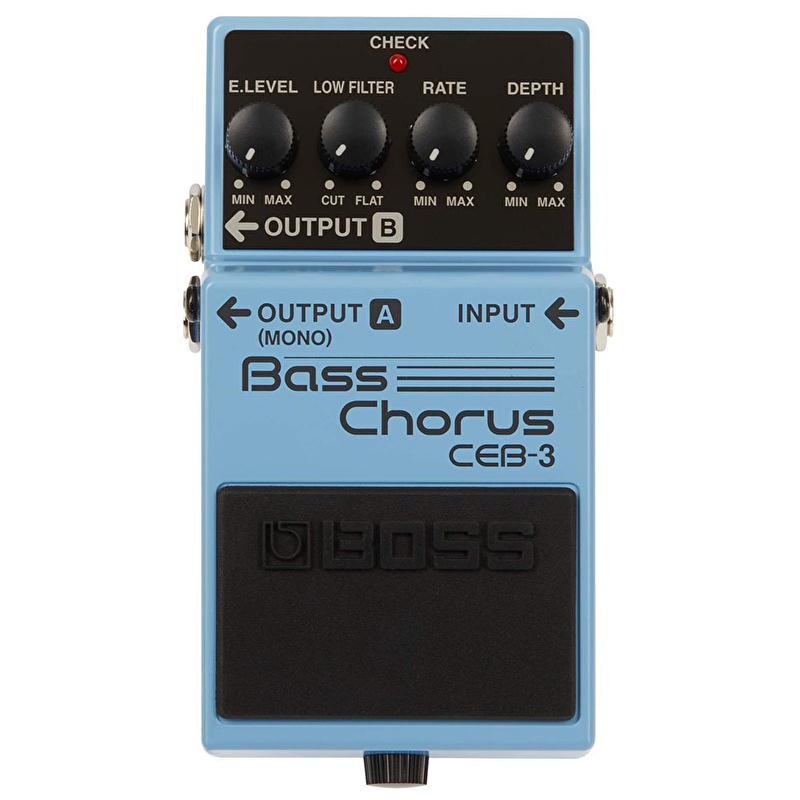 CHECK
E.LEVEL LOW FILTER RATE DEPTH
MIN MAX CUT FLAT MIN MAX MIN MAX
OUTPUT B
OUTPUT A INPUT
(MONO)
Bass
Chorus
CEB-3
BOSS